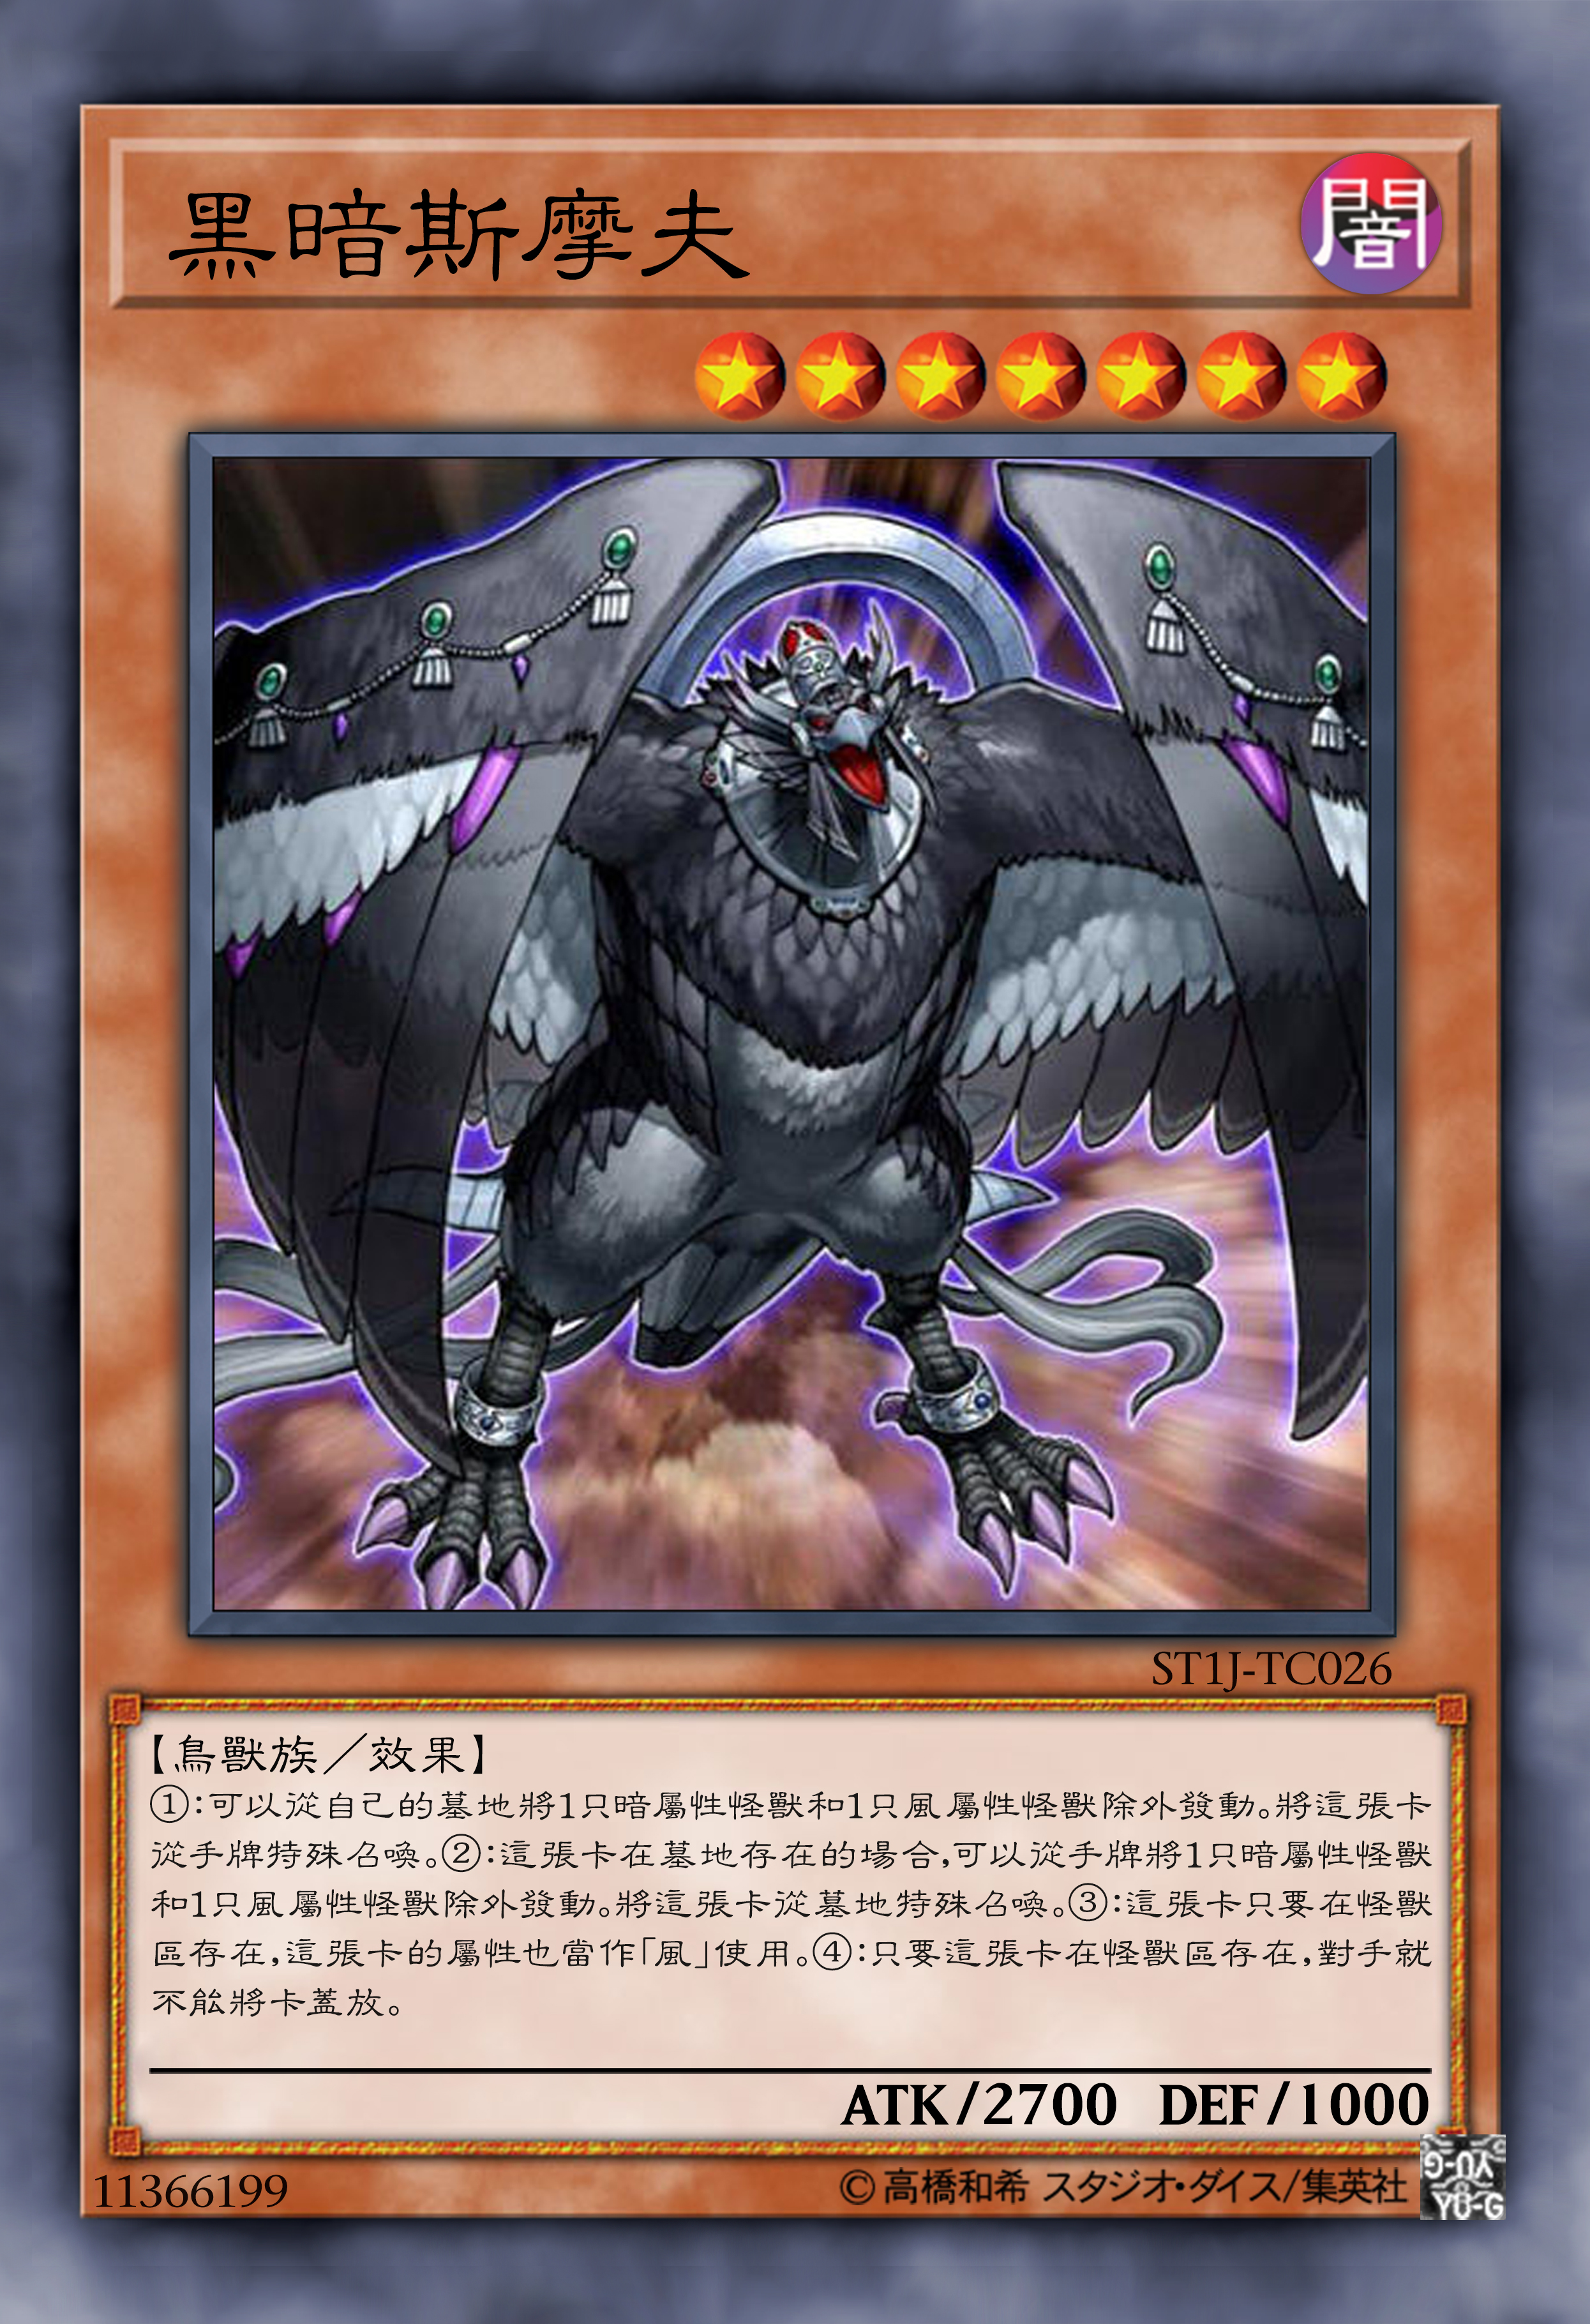 黑暗斯摩夫
闇
ST1J-TC026
【鳥獸族／效果】
①：可以從自己的墓地將1只暗屬性怪獸和1只風屬性怪獸除外發動。將這張卡
從手牌特殊召喚。②：這張卡在墓地存在的場合,可以從手牌將1只暗屬性怪獸
和1只風屬性怪獸除外發動。將這張卡從墓地特殊召喚。③：這張卡只要在怪獸
區存在,這張卡的屬性也當作「風」使用。④：只要這張卡在怪獸區存在,對手就
不能將卡蓋放。
ATK/2700 DEF/1000
11366199
©高橋和希 スタジオ・ダイス/集英社
YU-G
YU-G